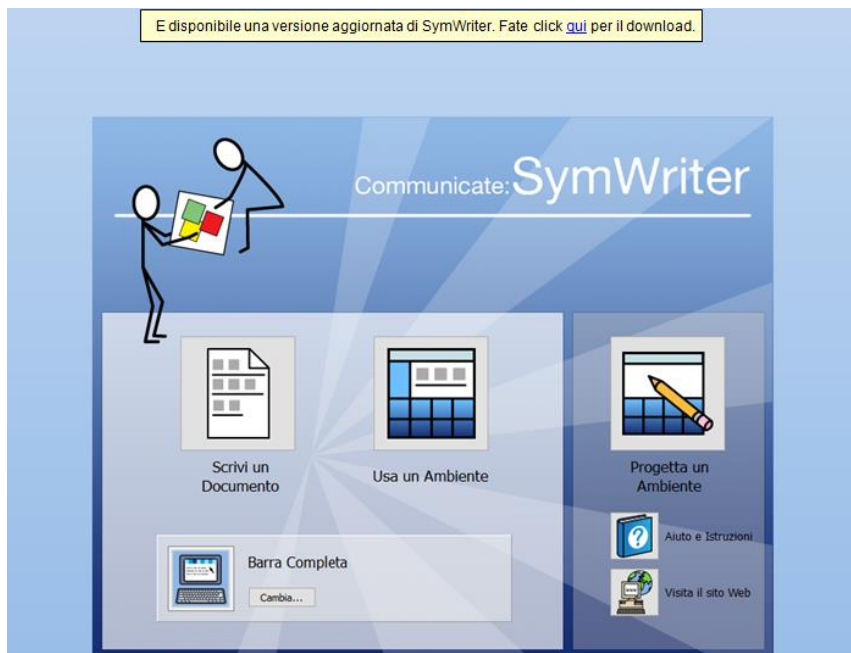 E disponibile una versione aggiornata di SymWriter. Fate click qui per il download.
Communicate: SymWriter
Scrivi un
Documento
Usa un Ambiente
Progetta un
Ambiente
Barra Completa
Cambia...
Aiuto e Istruzioni
Visita il sito Web